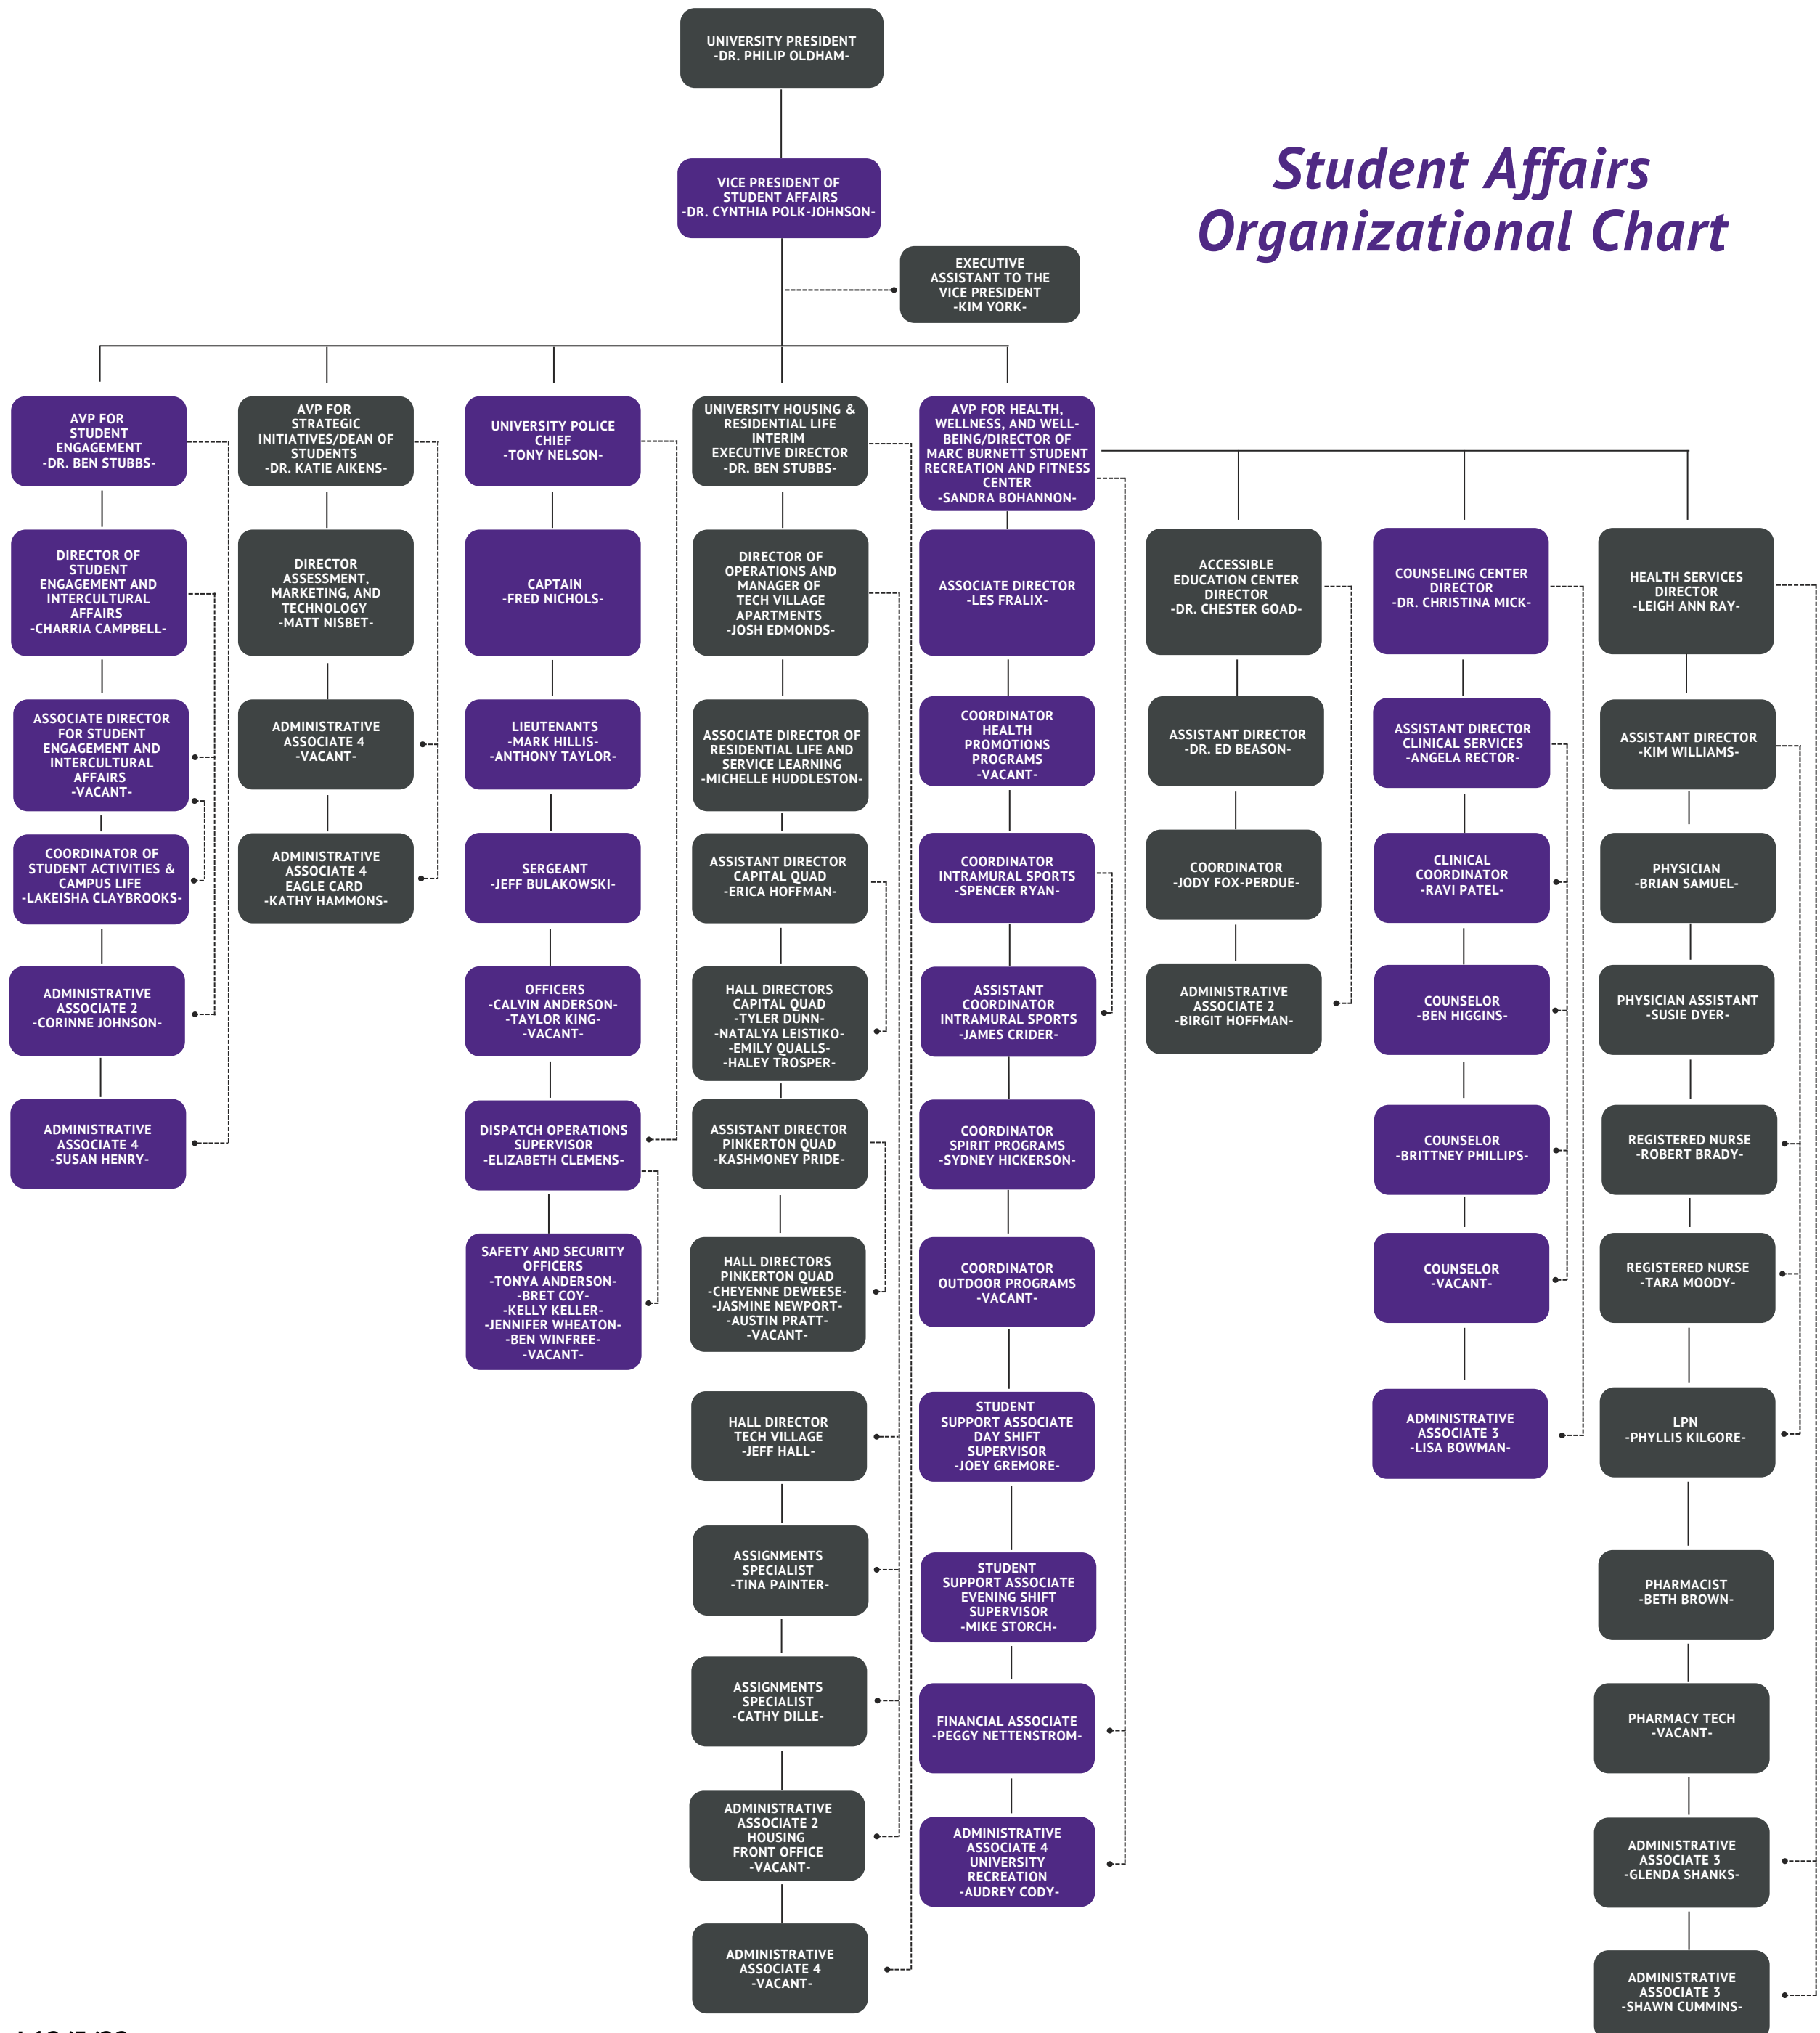 UNIVERSITY PRESIDENT
-DR. PHILIP OLDHAM-
Student Affairs
Organizational Chart
VICE PRESIDENT OF
STUDENT AFFAIRS
-DR. CYNTHIA POLK-JOHNSON-
EXECUTIVE
ASSISTANT TO THE
VICE PRESIDENT
-KIM YORK-
AVP FOR
STUDENT
ENGAGEMENT
-DR. BEN STUBBS-
DIRECTOR OF
STUDENT
ENGAGEMENT AND
INTERCULTURAL
AFFAIRS
-CHARRIA CAMPBELL-
ASSOCIATE DIRECTOR
FOR STUDENT
ENGAGEMENT AND
INTERCULTURAL
AFFAIRS
-VACANT-
COORDINATOR OF
STUDENT ACTIVITIES &
CAMPUS LIFE
-LAKEISHA CLAYBROOKS-
ADMINISTRATIVE
ASSOCIATE 2
-CORINNE JOHNSON-
ADMINISTRATIVE
ASSOCIATE 4
-SUSAN HENRY-
AVP FOR
STRATEGIC
INITIATIVES/DEAN OF
STUDENTS
-DR. KATIE AIKENS-
DIRECTOR
ASSESSMENT,
MARKETING, AND
TECHNOLOGY
-MATT NISBET-
ADMINISTRATIVE
ASSOCIATE 4
-VACANT-
ADMINISTRATIVE
ASSOCIATE 4
EAGLE CARD
-KATHY HAMMONS-
UNIVERSITY POLICE
CHIEF
-TONY NELSON-
CAPTAIN
-FRED NICHOLS-
LIEUTENANTS
-MARK HILLIS-
-ANTHONY TAYLOR-
SERGEANT
-JEFF BULAKOWSKI-
OFFICERS
-CALVIN ANDERSON-
-TAYLOR KING-
-VACANT-
DISPATCH OPERATIONS
SUPERVISOR
-ELIZABETH CLEMENS-
SAFETY AND SECURITY
OFFICERS
-TONYA ANDERSON-
-BRET COY-
-KELLY KELLER-
-JENNIFER WHEATON-
-BEN WINFREE-
-VACANT-
UNIVERSITY HOUSING &
RESIDENTIAL LIFE
INTERIM
EXECUTIVE DIRECTOR
-DR. BEN STUBBS-
DIRECTOR OF
OPERATIONS AND
MANAGER OF
TECH VILLAGE
APARTMENTS
-JOSH EDMONDS-
ASSOCIATE DIRECTOR OF
RESIDENTIAL LIFE AND
SERVICE LEARNING
-MICHELLE HUDDLESTON-
ASSISTANT DIRECTOR
CAPITAL QUAD
-ERICA HOFFMAN-
HALL DIRECTORS
CAPITAL QUAD
-TYLER DUNN-
-NATALYA LEISTIKO-
-EMILY QUALLS-
-HALEY TROSPER-
ASSISTANT DIRECTOR
PINKERTON QUAD
-KASHMONEY PRIDE-
HALL DIRECTORS
PINKERTON QUAD
-CHEYENNE DEWEESE-
-JASMINE NEWPORT-
-AUSTIN PRATT-
-VACANT-
HALL DIRECTOR
TECH VILLAGE
-JEFF HALL-
ASSIGNMENTS
SPECIALIST
-TINA PAINTER-
ASSIGNMENTS
SPECIALIST
-CATHY DILLE-
ADMINISTRATIVE
ASSOCIATE 2
HOUSING
FRONT OFFICE
-VACANT-
ADMINISTRATIVE
ASSOCIATE 4
-VACANT-
AVP FOR HEALTH,
WELLNESS, AND WELL-
BEING/DIRECTOR OF
MARC BURNETT STUDENT
RECREATION AND FITNESS
CENTER
-SANDRA BOHANNON-
ASSOCIATE DIRECTOR
-LES FRALIX-
COORDINATOR
HEALTH
PROMOTIONS
PROGRAMS
-VACANT-
COORDINATOR
INTRAMURAL SPORTS
-SPENCER RYAN-
ASSISTANT
COORDINATOR
INTRAMURAL SPORTS
-JAMES CRIDER-
COORDINATOR
SPIRIT PROGRAMS
-SYDNEY HICKERSON-
COORDINATOR
OUTDOOR PROGRAMS
-VACANT-
STUDENT
SUPPORT ASSOCIATE
DAY SHIFT
SUPERVISOR
-JOEY GREMORE-
STUDENT
SUPPORT ASSOCIATE
EVENING SHIFT
SUPERVISOR
-MIKE STORCH-
FINANCIAL ASSOCIATE
-PEGGY NETTENSTROM-
ADMINISTRATIVE
ASSOCIATE 4
UNIVERSITY
RECREATION
-AUDREY CODY-
ACCESSIBLE
EDUCATION CENTER
DIRECTOR
-DR. CHESTER GOAD-
ASSISTANT DIRECTOR
-DR. ED BEASON-
COORDINATOR
-JODY FOX-PERDUE-
ADMINISTRATIVE
ASSOCIATE 2
-BIRGIT HOFFMAN-
COUNSELING CENTER
DIRECTOR
-DR. CHRISTINA MICK-
ASSISTANT DIRECTOR
CLINICAL SERVICES
-ANGELA RECTOR-
CLINICAL
COORDINATOR
-RAVI PATEL-
COUNSELOR
-BEN HIGGINS-
COUNSELOR
-BRITTNEY PHILLIPS-
COUNSELOR
-VACANT-
ADMINISTRATIVE
ASSOCIATE 3
-LISA BOWMAN-
HEALTH SERVICES
DIRECTOR
-LEIGH ANN RAY-
ASSISTANT DIRECTOR
-KIM WILLIAMS-
PHYSICIAN
-BRIAN SAMUEL-
PHYSICIAN ASSISTANT
-SUSIE DYER-
REGISTERED NURSE
-ROBERT BRADY-
REGISTERED NURSE
-TARA MOODY-
LPN
-PHYLLIS KILGORE-
PHARMACIST
-BETH BROWN-
PHARMACY TECH
-VACANT-
ADMINISTRATIVE
ASSOCIATE 3
-GLENDA SHANKS-
ADMINISTRATIVE
ASSOCIATE 3
-SHAWN CUMMINS-